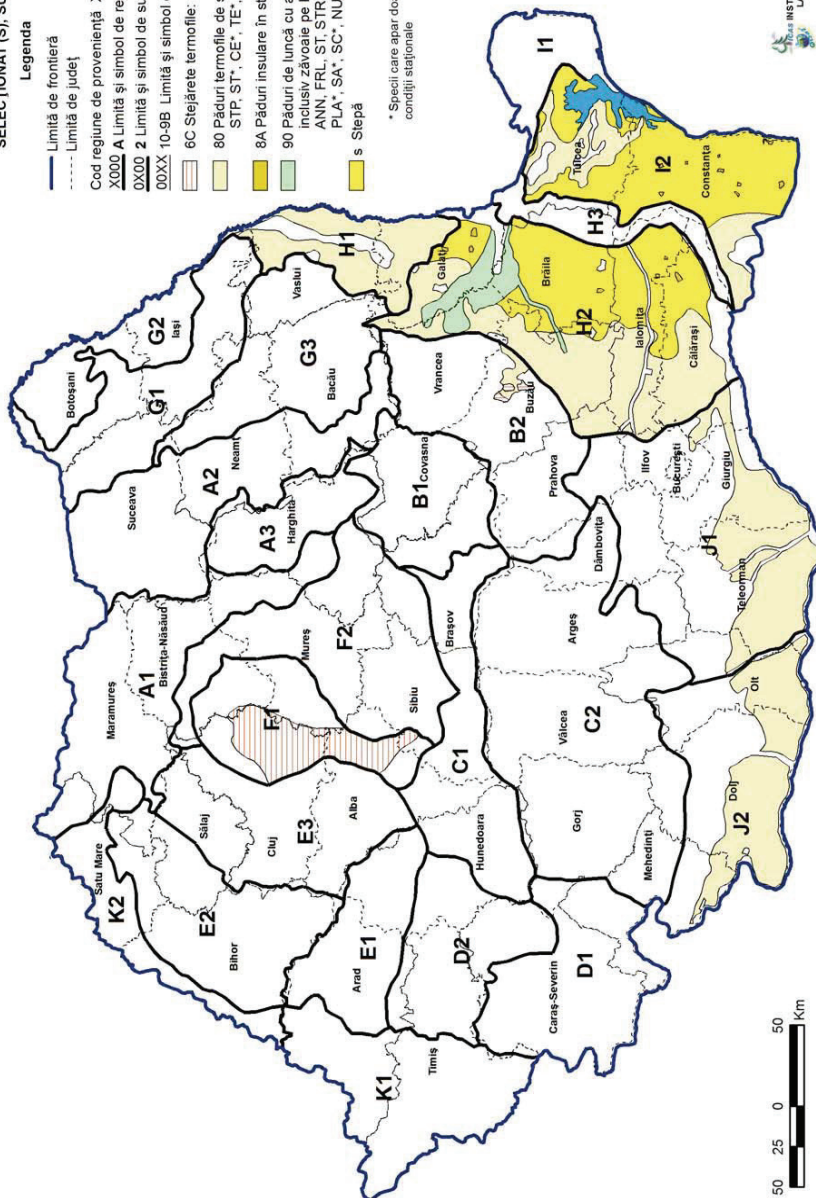 SELECȚIONAT (S),
Legenda
Limită de frontieră
Limită de județ
Cod regiune de proveniență
X000 A Limită și simbol de
0X00 2 Limită și simbol de
00XX 10-9B Limită și simbol
6C Stejărete termofile:
80 Păduri termofile de
STP, ST*, CE*, TE*,
8A Păduri insulare în
90 Păduri de luncă cu
inclusiv zăvoaie pe
ANN, FRL, ST,
PLA*, SA*, SC*,
s Stepă
* Specii care apar
condiții staționale
Botoșani
Suceava
G1
G2
Iași
Maramureș
A1
Bistrița-Năsăud
A2
Neamț
Satu Mare
K2
Sălaj
E2
Bihor
Cluj
F1
Mureș
A3
Harghita
G3
Bacău
Vaslui
H1
E3
Alba
F2
Arad
E1
K1
Timiș
Sibiu
Brașov
B1
Covasna
Vrancea
Galați
Hunedoara
C1
D2
Caraș-Severin
D1
Gorj
Vâlcea
C2
Argeș
Dâmbovița
Prahova
B2
Buzău
Brăila
H2
Tulcea
I1
I2
H3
Mehedinți
Dolj
J2
Olt
Teleorman
J1
Giurgiu
București
Ilfov
Ialomița
Călărași
Constanța
50 25 0 50
Km